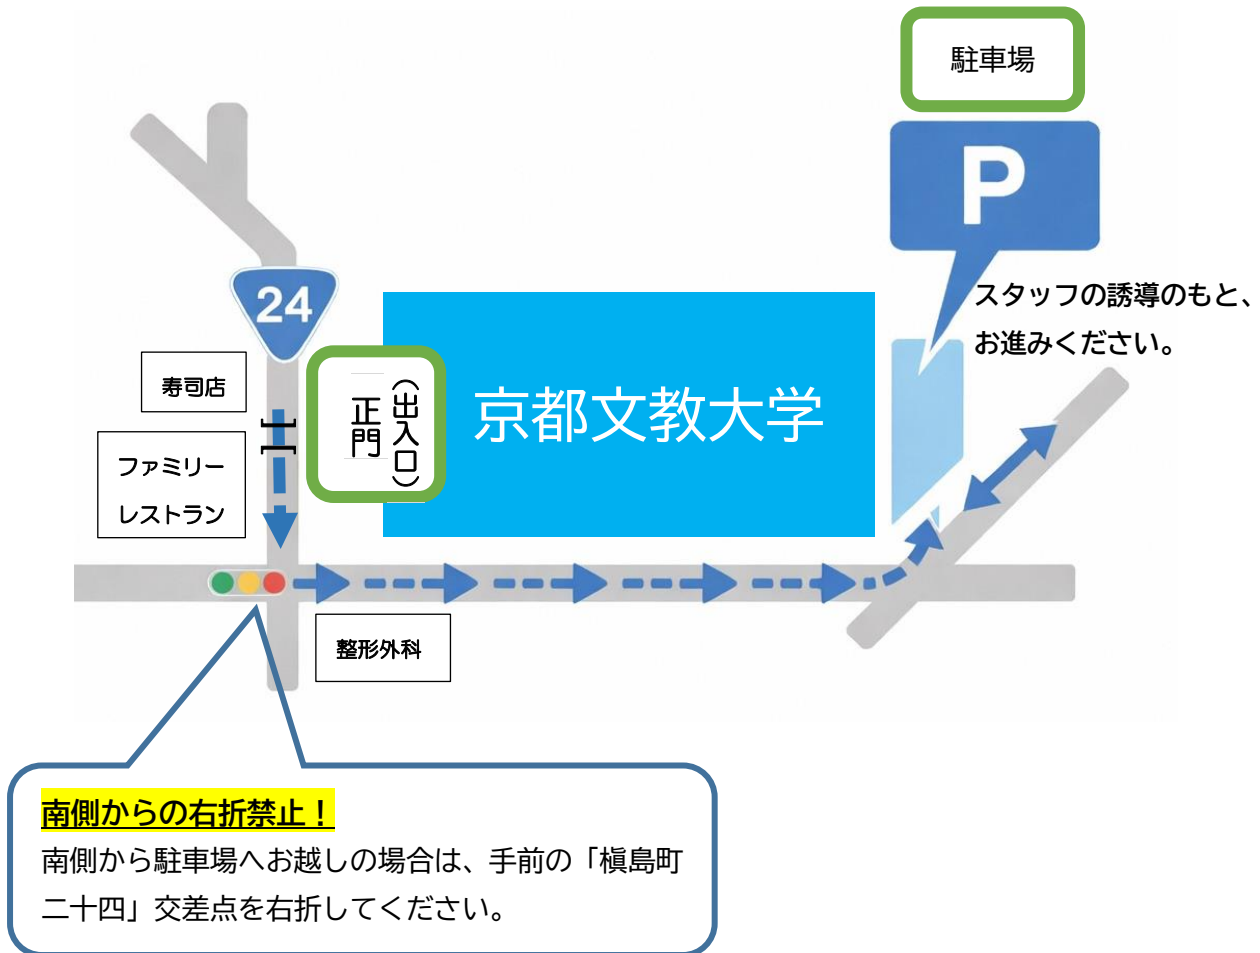 駐車場
P
スタッフの誘導のもと、
お進みください。
24
寿司店
ファミリー
レストラン
正門
(出入口)
京都文教大学
整形外科
南側からの右折禁止！
南側から駐車場へお越しの場合は、手前の「槇島町
二十四」交差点を右折してください。